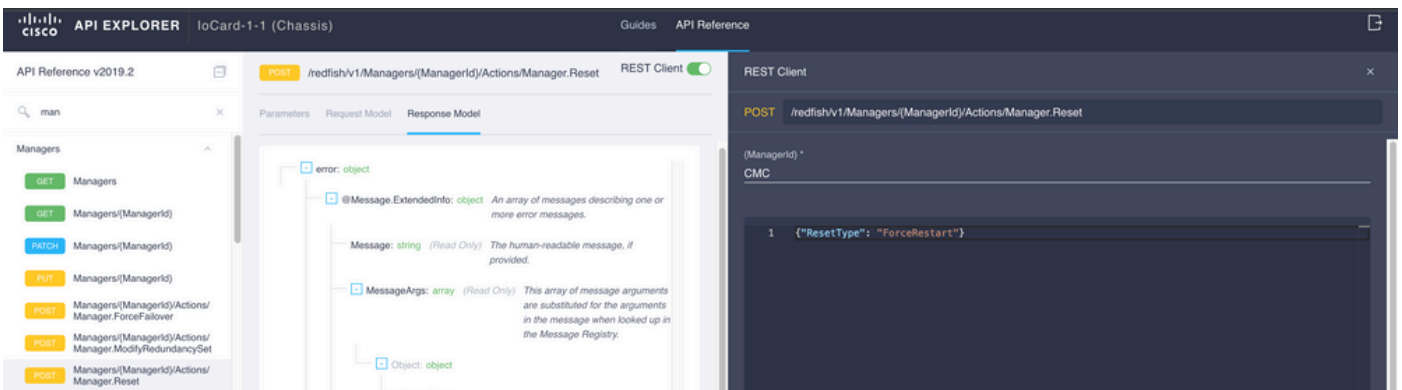 cisco API EXPLORER IoCard-1-1 (Chassis) Guides API Reference
API Reference v2019.2
man
Managers
GET Managers
GET Managers/{ManagerId}
PATCH Managers/{ManagerId}
PUT Managers/{ManagerId}
POST Managers/{ManagerId}/Actions/
Manager.ForceFailover
POST Managers/{ManagerId}/Actions/
Manager.ModifyRedundancySet
POST Managers/{ManagerId}/Actions/
Manager.Reset
POST /redfish/v1/Managers/{ManagerId}/Actions/Manager.Reset REST Client
Parameters Request Model Response Model
error: object
@Message.ExtendedInfo: object An array of messages describing one or
more error messages.
Message: string (Read Only) The human-readable message, if
provided.
MessageArgs: array (Read Only) This array of message arguments
are substituted for the arguments
in the message when looked up in
the Message Registry.
Object: object
REST Client
POST /redfish/v1/Managers/{ManagerId}/Actions/Manager.Reset
{ManagerId} *
CMC
1 {"ResetType": "ForceRestart"}